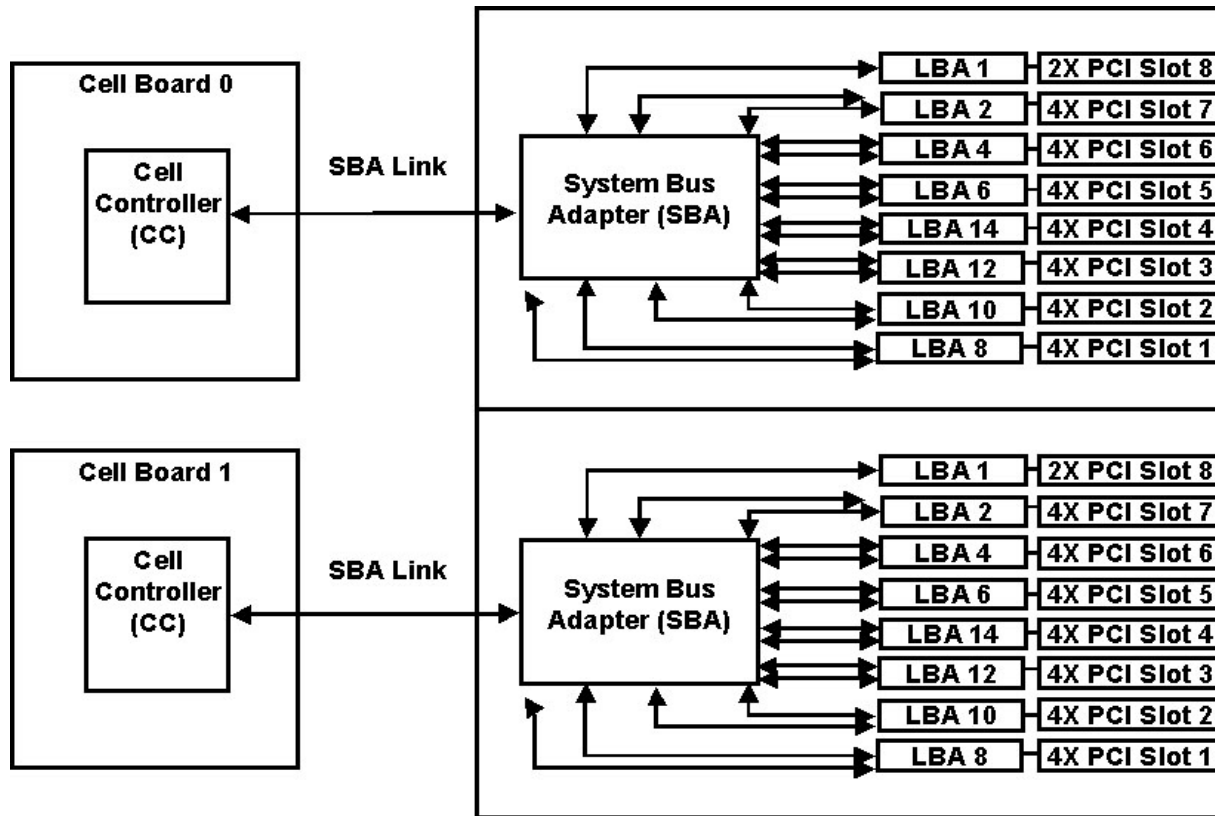 Cell Board 0
Cell
Controller
(CC)
SBA Link
System Bus
Adapter (SBA)
LBA 1 2X PCI Slot 8
LBA 2 4X PCI Slot 7
LBA 4 4X PCI Slot 6
LBA 6 4X PCI Slot 5
LBA 14 4X PCI Slot 4
LBA 12 4X PCI Slot 3
LBA 10 4X PCI Slot 2
LBA 8 4X PCI Slot 1
Cell Board 1
Cell
Controller
(CC)
SBA Link
System Bus
Adapter (SBA)
LBA 1 2X PCI Slot 8
LBA 2 4X PCI Slot 7
LBA 4 4X PCI Slot 6
LBA 6 4X PCI Slot 5
LBA 14 4X PCI Slot 4
LBA 12 4X PCI Slot 3
LBA 10 4X PCI Slot 2
LBA 8 4X PCI Slot 1